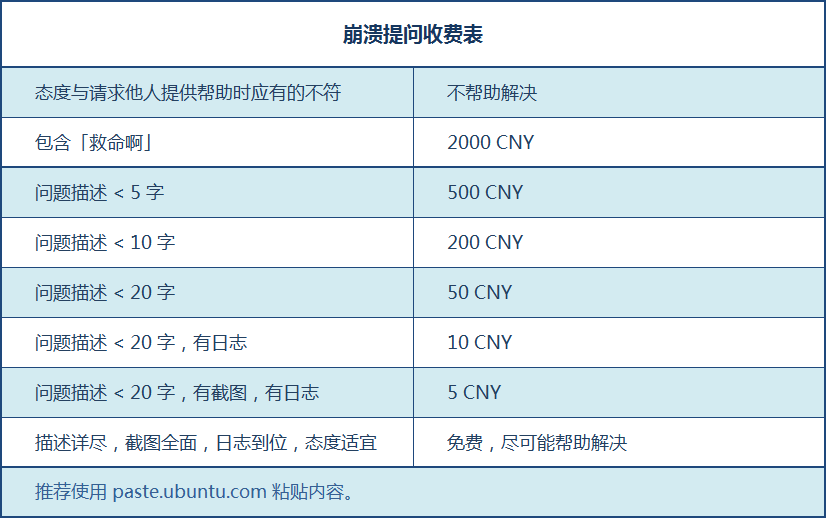 崩溃提问收费表
态度与请求他人提供帮助时应有的不符 不帮助解决
包含「救命啊」 2000 CNY
问题描述 < 5 字 500 CNY
问题描述 < 10 字 200 CNY
问题描述 < 20 字 50 CNY
问题描述 < 20 字，有日志 10 CNY
问题描述 < 20 字，有截图，有日志 5 CNY
描述详尽，截图全面，日志到位，态度适宜 免费，尽可能帮助解决
推荐使用 paste.ubuntu.com 粘贴内容。